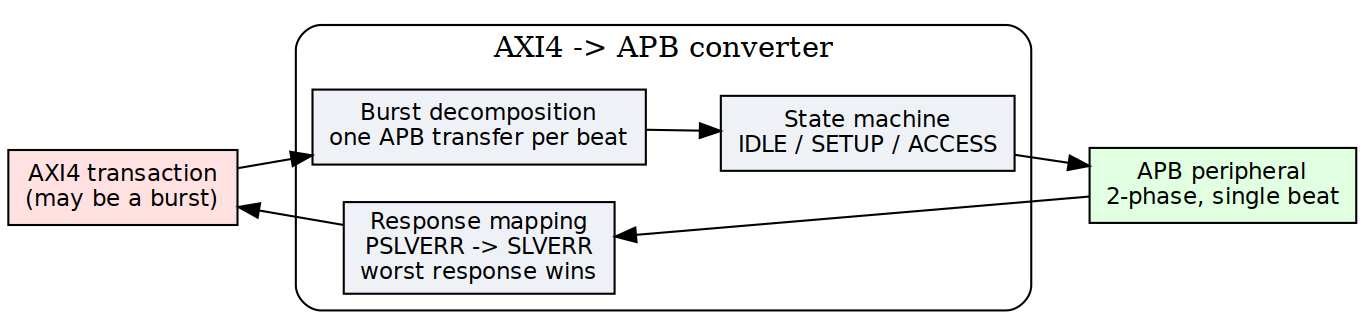 AXI4 -> APB converter
Burst decomposition
one APB transfer per beat
State machine
IDLE / SETUP / ACCESS
AXI4 transaction
(may be a burst)
APB peripheral
2-phase, single beat
Response mapping
PSLVERR -> SLVERR
worst response wins